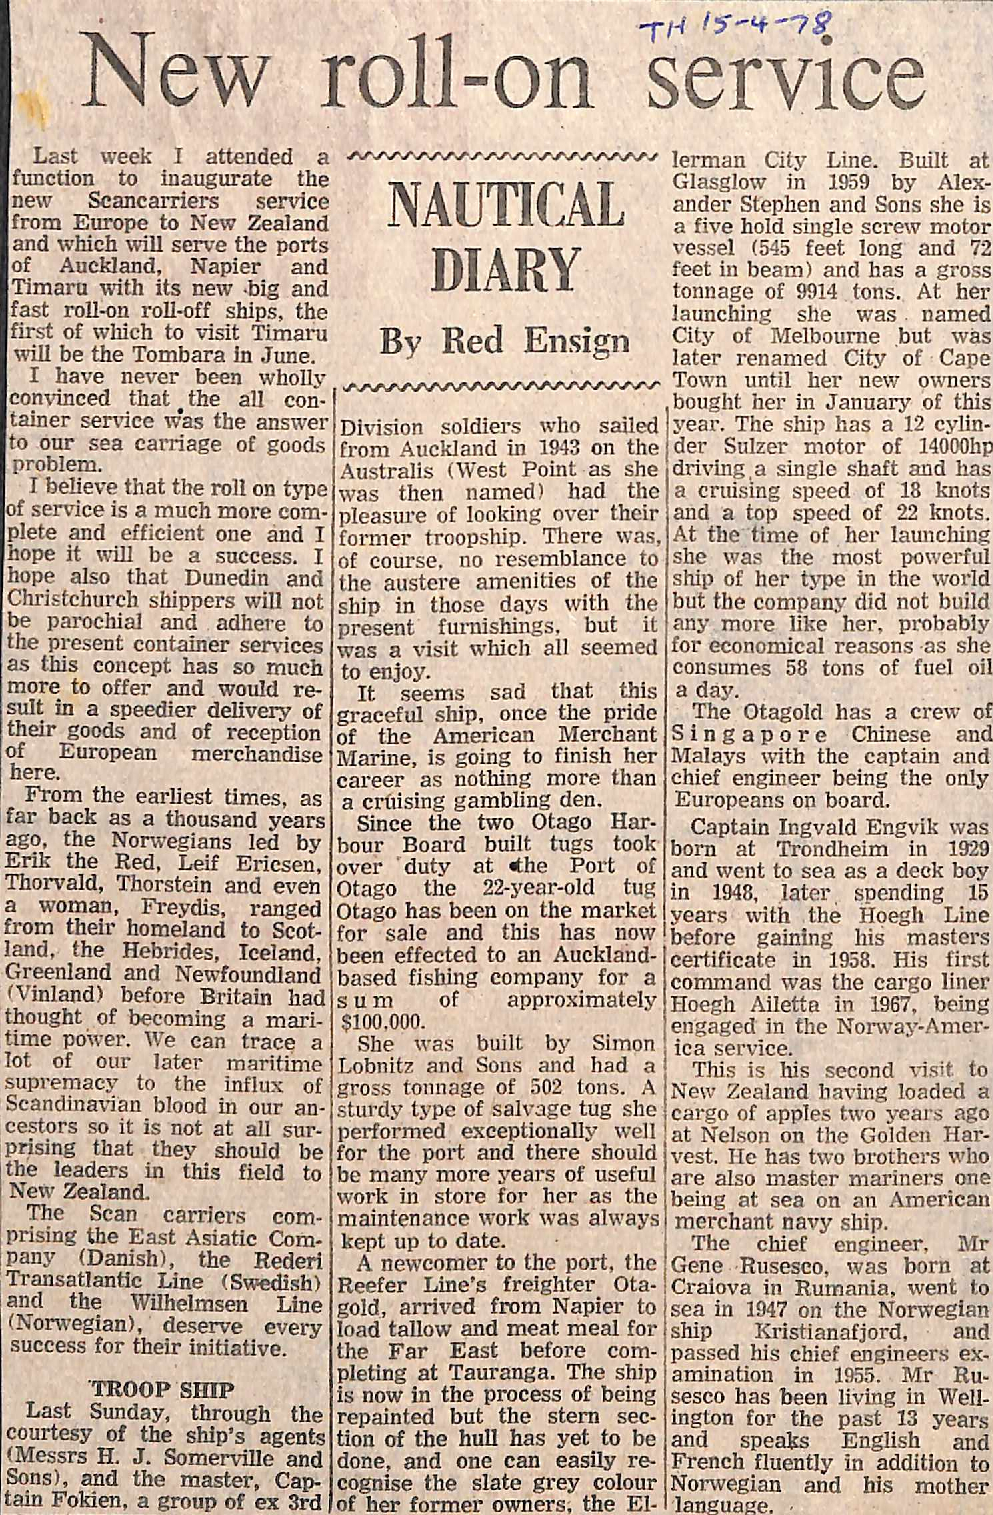 TH 15-4-78
New roll-on service
Last week I attended a
function to inaugurate the
new Scancarriers service
from Europe to New Zealand
and which will serve the ports
of Auckland, Napier and
Timaru with its new big and
fast roll-on roll-off ships, the
first of which to visit Timaru
will be the Tombara in June.
I have never been wholly
convinced that the all con-
tainer service was the answer
to our sea carriage of goods
problem.
I believe that the roll on type
of service is a much more com-
plete and efficient one and I
hope it will be a success. I
hope also that Dunedin and
Christchurch shippers will not
be parochial and adhere to
the present container services
as this concept has so much
more to offer and would re-
sult in a speedier delivery of
their goods and of reception
of European merchandise
here.
From the earliest times, as
far back as a thousand years
ago, the Norwegians led by
Erik the Red, Leif Ericsen,
Thorvald, Thorstein and even
a woman, Freydis, ranged
from their homeland to Scot-
land, the Hebrides, Iceland,
Greenland and Newfoundland
(Vinland) before Britain had
thought of becoming a mari-
time power. We can trace a
lot of our later maritime
supremacy to the influx of
Scandinavian blood in our an-
cestors so it is not at all sur-
prising that they should be
the leaders in this field to
New Zealand.
The Scan carriers com-
prising the East Asiatic Com-
pany (Danish), the Rederi
Transatlantic Line (Swedish)
and the Wilhelmsen Line
(Norwegian), deserve every
success for their initiative.
TROOP SHIP
Last Sunday, through the
courtesy of the ship's agents
(Messrs H. J. Somerville and
Sons), and the master, Cap-
tain Fokien, a group of ex 3rd
NAUTICAL
DIARY
By Red Ensign
Division soldiers who sailed
from Auckland in 1943 on the
Australis (West Point as she
was then named) had the
pleasure of looking over their
former troopship. There was,
of course, no resemblance to
the austere amenities of the
ship in those days with the
present furnishings, but it
was a visit which all seemed
to enjoy.
It seems sad that this
graceful ship, once the pride
of the American Merchant
Marine, is going to finish her
career as nothing more than
a cruising gambling den.
Since the two Otago Har-
bour Board built tugs took
over duty at the Port of
Otago the 22-year-old tug
Otago has been on the market
for sale and this has now
been effected to an Auckland-
based fishing company for a
sum of approximately
$100,000.
She was built by Simon
Lobnitz and Sons and had a
gross tonnage of 502 tons. A
sturdy type of salvage tug she
performed exceptionally well
for the port and there should
be many more years of useful
work in store for her as the
maintenance work was always
kept up to date.
A newcomer to the port, the
Reefer Line's freighter Ota-
gold, arrived from Napier to
load tallow and meat meal for
the Far East before com-
pleting at Tauranga. The ship
is now in the process of being
repainted but the stern sec-
tion of the hull has yet to be
done, and one can easily re-
cognise the slate grey colour
of her former owners, the El-
lerman City Line. Built at
Glasglow in 1959 by Alex-
ander Stephen and Sons she is
a five hold single screw motor
vessel (545 feet long and 72
feet in beam) and has a gross
tonnage of 9914 tons. At her
launching she was named
City of Melbourne but was
later renamed City of Cape
Town until her new owners
bought her in January of this
year. The ship has a 12 cylin-
der Sulzer motor of 14000hp
driving a single shaft and has
a cruising speed of 18 knots
and a top speed of 22 knots.
At the time of her launching
she was the most powerful
ship of her type in the world
but the company did not build
any more like her, probably
for economical reasons as she
consumes 58 tons of fuel oil
a day.
The Otagold has a crew of
Singapore Chinese and
Malays with the captain and
chief engineer being the only
Europeans on board.
Captain Ingvald Engvik was
born at Trondheim in 1929
and went to sea as a deck boy
in 1948, later spending 15
years with the Hoegh Line
before gaining his masters
certificate in 1958. His first
command was the cargo liner
Hoegh Ailetta in 1967, being
engaged in the Norway-Amer-
ica service.
This is his second visit to
New Zealand having loaded a
cargo of apples two years ago
at Nelson on the Golden Har-
vest. He has two brothers who
are also master mariners one
being at sea on an American
merchant navy ship.
The chief engineer, Mr
Gene Rusesco, was born at
Craiova in Rumania, went to
sea in 1947 on the Norwegian
ship Kristianafjord, and
passed his chief engineers ex-
amination in 1955. Mr Ru-
sesco has been living in Well-
ington for the past 13 years
and speaks English and
French fluently in addition to
Norwegian and his mother
language.